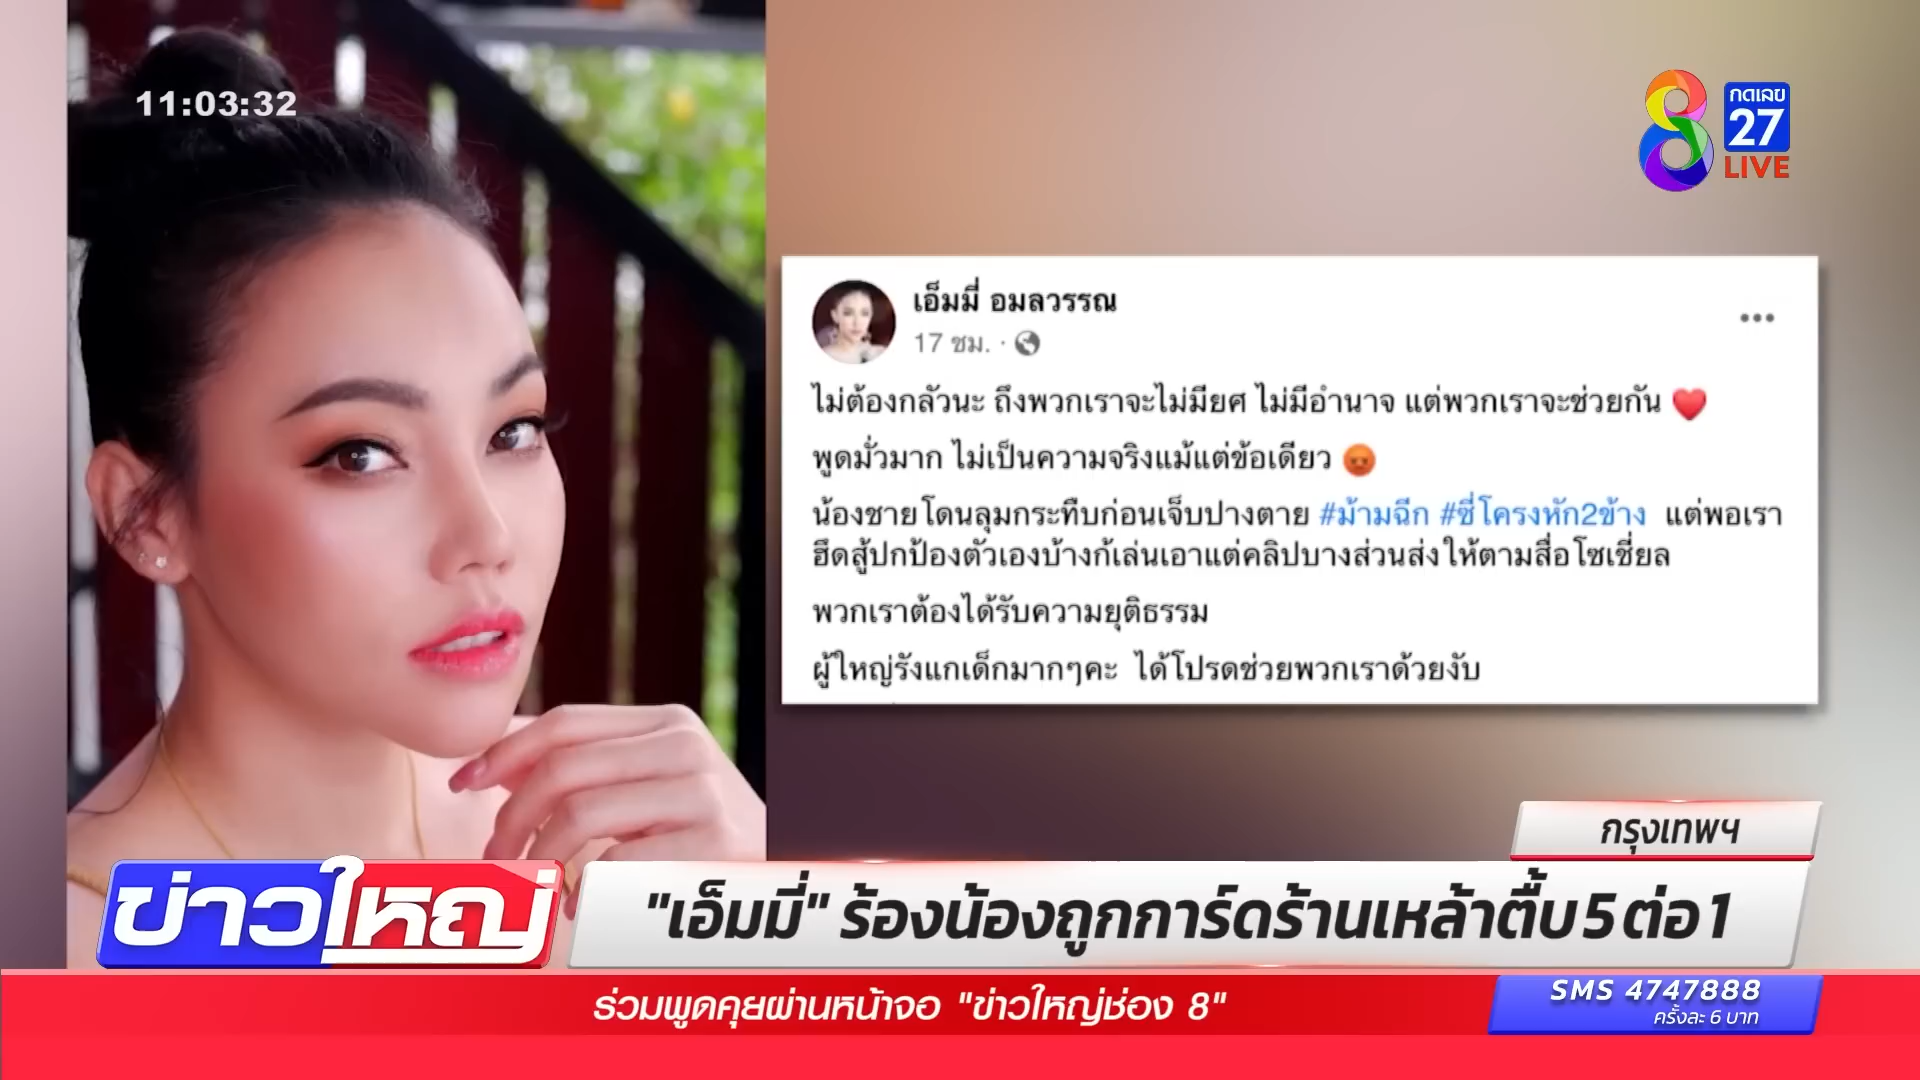 11:03:32
กดเลข
27
LIVE
เอ็มมี่ อมลวรรณ
17 ชม. ·
ไม่ต้องกลัวนะ ถึงพวกเราจะไม่มียศ ไม่มีอำนาจ แต่พวกเราจะช่วยกัน ❤️
พูดมั่วมาก ไม่เป็นความจริงแม้แต่ข้อเดียว 😡
น้องชายโดนลุมกระทืบก่อนเจ็บปางตาย #ม้ามฉีก #ซี่โครงหัก2ข้าง แต่พอเรา
ฮึดสู้ปกป้องตัวเองบ้างก้เล่นเอาแต่คลิปบางส่วนส่งให้ตามสื่อโซเชี่ยล
พวกเราต้องได้รับความยุติธรรม
ผู้ใหญ่รังแกเด็กมากๆคะ ได้โปรดช่วยพวกเราด้วยงับ
กรุงเทพฯ
ข่าวใหญ่
"เอ็มมี่" ร้องน้องถูกการ์ดร้านเหล้าตื้บ 5 ต่อ 1
ร่วมพูดคุยผ่านหน้าจอ "ข่าวใหญ่ช่อง 8"
SMS 4747888
ครั้งละ 6 บาท